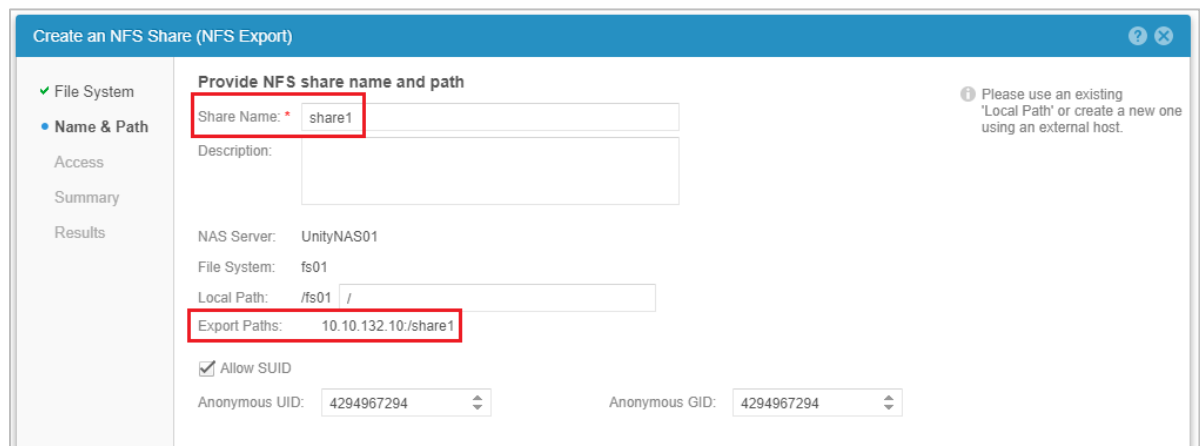 Create an NFS Share (NFS Export)
File System
Name & Path
Access
Summary
Results
Provide NFS share name and path
Share Name: * share1
Description:
NAS Server: UnityNAS01
File System: fs01
Local Path: /fs01 /
Export Paths: 10.10.132.10:/share1
Allow SUID
Anonymous UID: 4294967294 Anonymous GID: 4294967294
Please use an existing
'Local Path' or create a new one
using an external host.